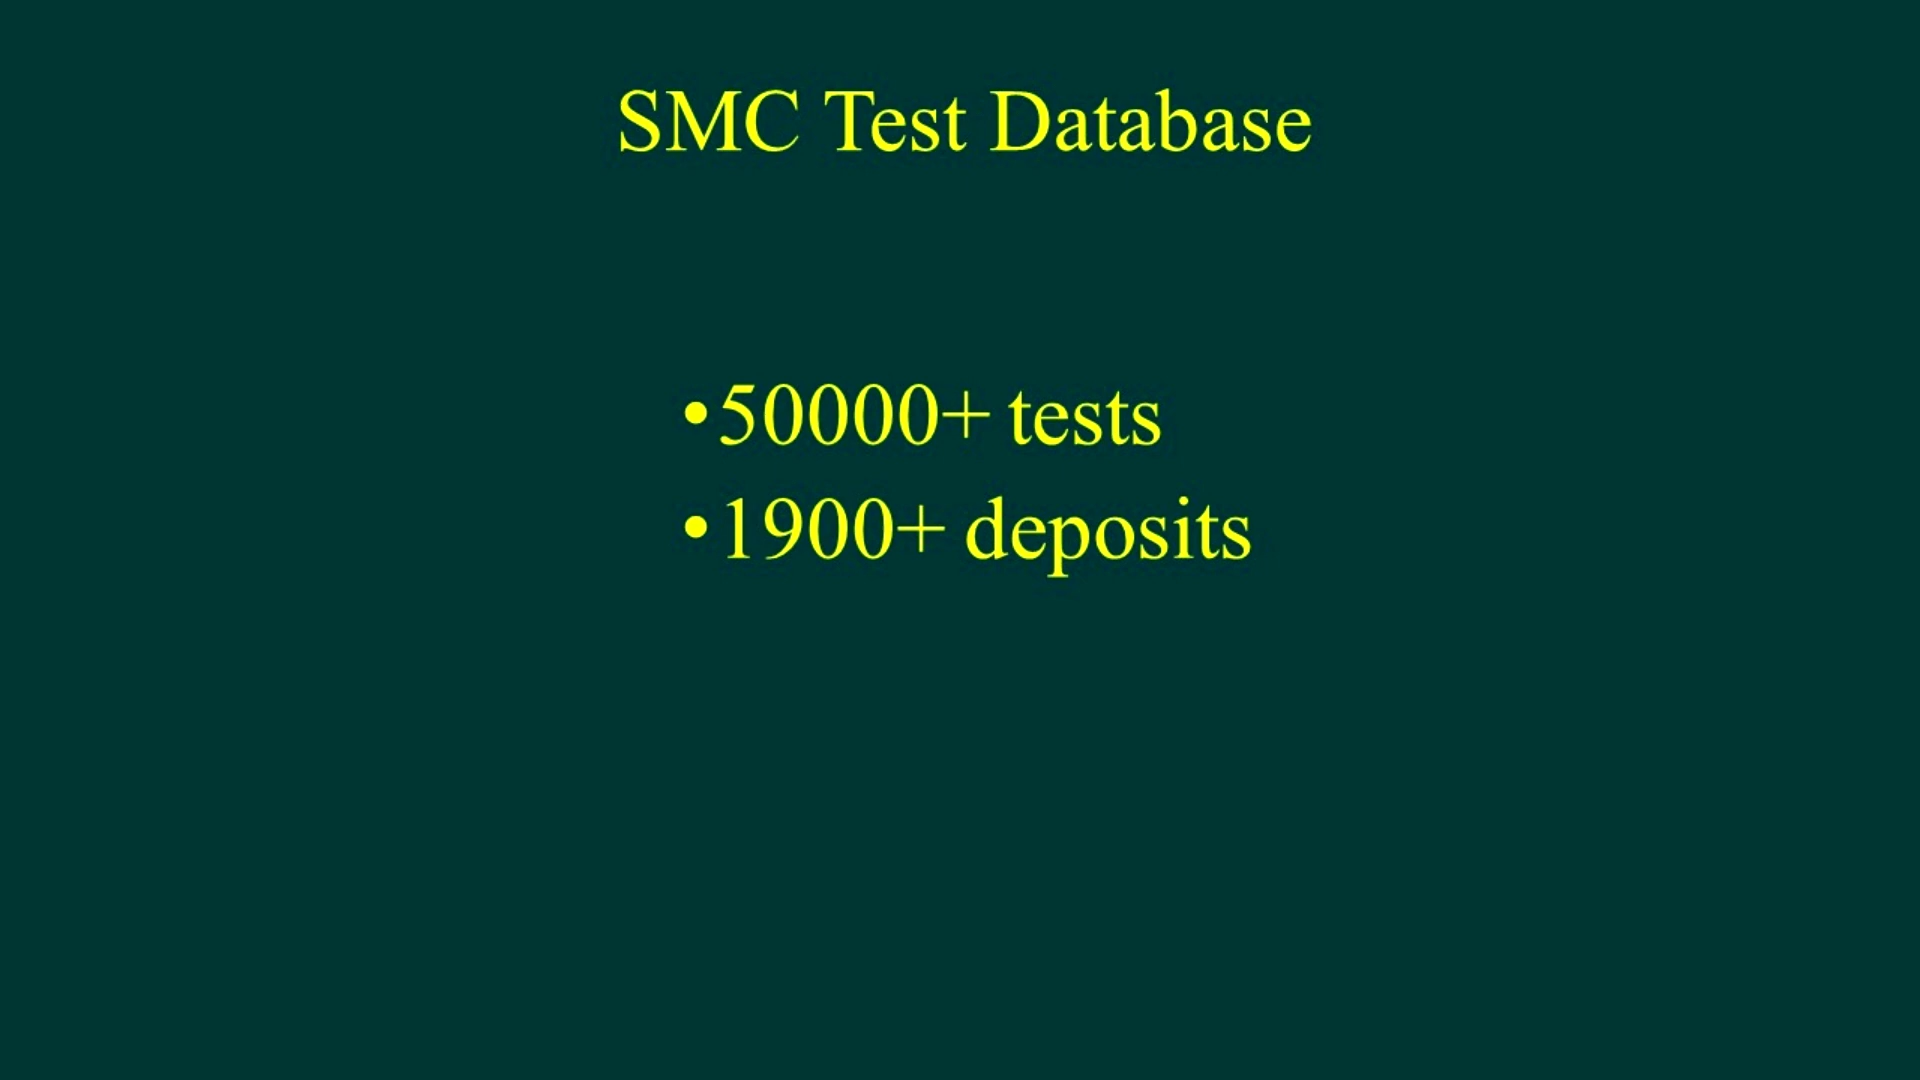 SMC Test Database
•50000+ tests
•1900+ deposits